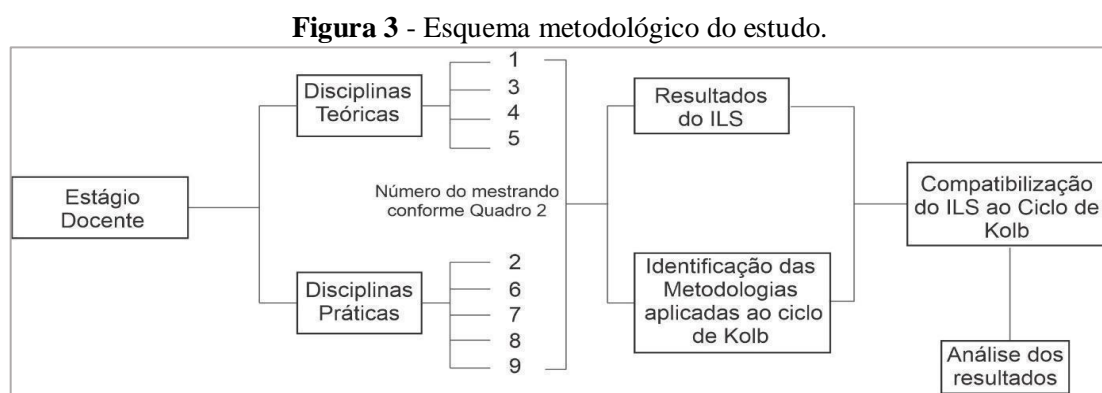 Figura 3 - Esquema metodológico do estudo.
Estágio
Docente
Disciplinas
Teóricas
1
3
4
5
Número do mestrando
conforme Quadro 2
Disciplinas
Práticas
2
6
7
8
9
Resultados
do ILS
Identificação das
Metodologias
aplicadas ao ciclo
de Kolb
Compatibilização
do ILS ao Ciclo de
Kolb
Análise dos
resultados